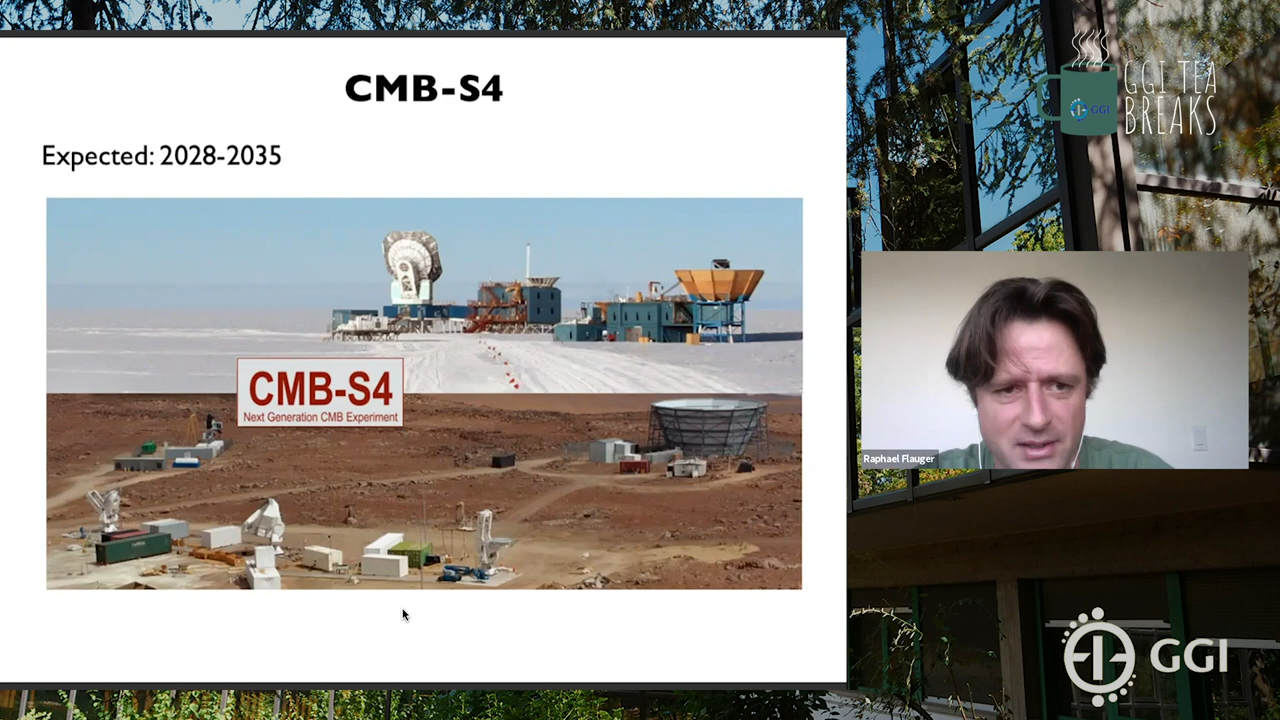 CMB-S4
Expected: 2028-2035
CMB-S4
Next Generation CMB Experiment
GGI TEA
BREAKS
GGI
Raphael Flauger
GGI